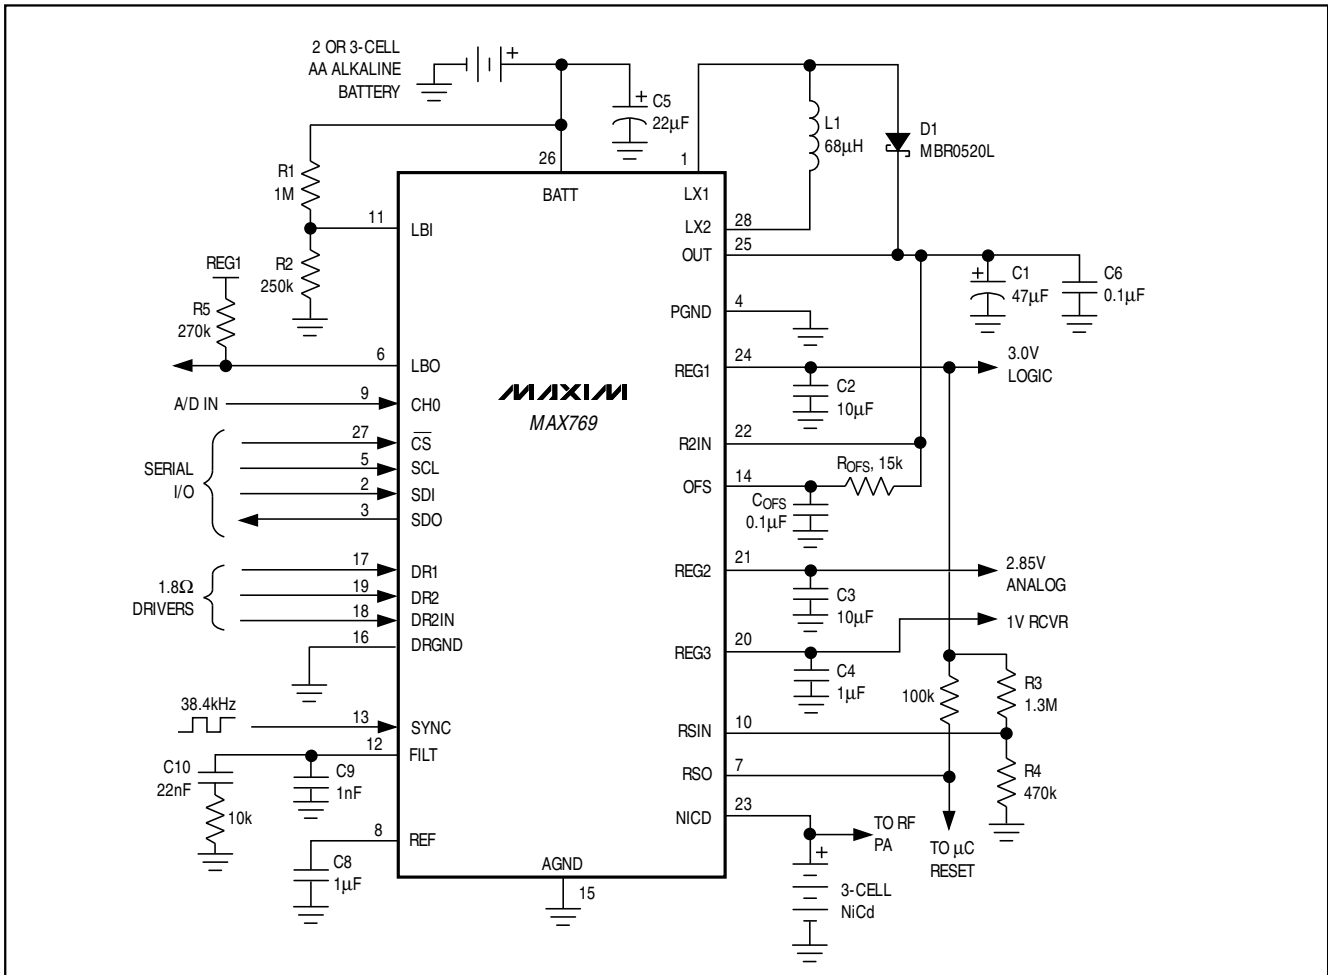 2 OR 3-CELL
AA ALKALINE
BATTERY
+
+
C5
22µF
26
1
L1
68µH
D1
MBR0520L
R1
1M
11
LBI
BATT
LX1
LX2
28
OUT
25
R2
250k
REG1
R5
270k
+
C1
47µF
C6
0.1µF
PGND
4
6
LBO
REG1
24
3.0V
LOGIC
C2
10µF
A/D IN
9
CH0
MAXIM
MAX769
SERIAL
I/O
27
CS
5
SCL
2
SDI
3
SDO
R2IN
22
OFS
14
ROFS, 15k
COFS
0.1µF
1.8Ω
DRIVERS
17
DR1
19
DR2
18
DR2IN
16
DRGND
REG2
21
2.85V
ANALOG
C3
10µF
1V RCVR
REG3
20
C4
1µF
100k
R3
1.3M
38.4kHz
13
SYNC
12
FILT
RSIN
10
RSO
7
R4
470k
C10
22nF
10k
C9
1nF
8
REF
C8
1µF
AGND
15
NICD
23
TO RF
PA
+
3-CELL
NiCd
TO µC
RESET